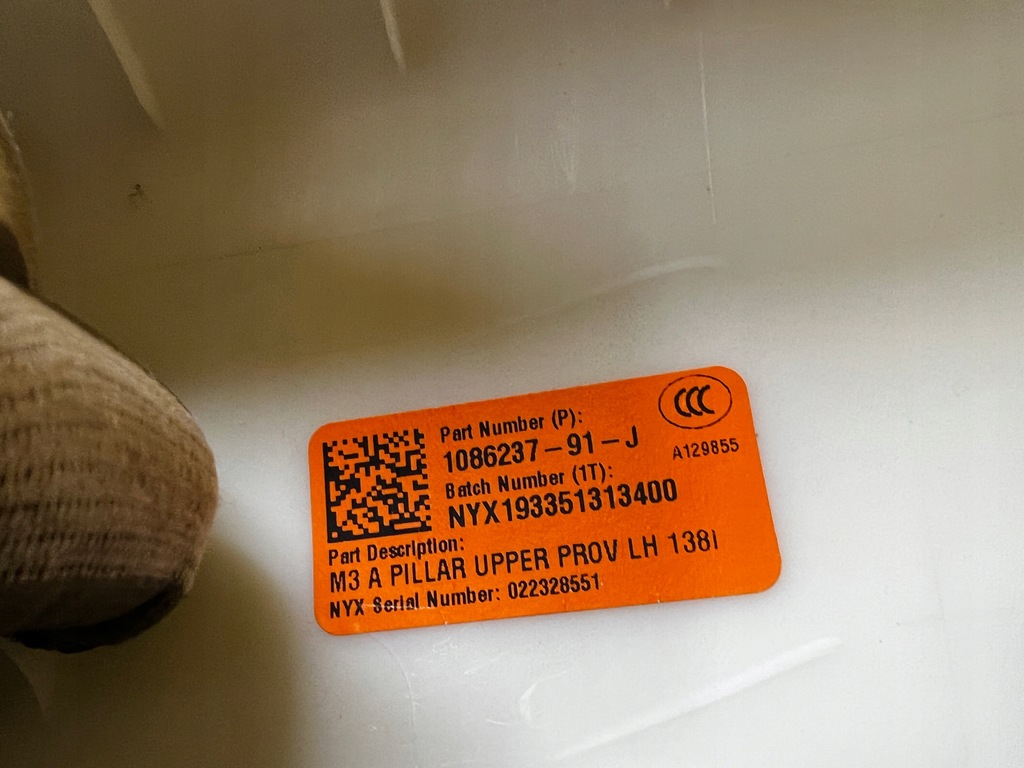 Part Number (P):
1086237-91-J
CCC
A129855
Batch Number (1T):
NYX193351313400
Part Description:
M3 A PILLAR UPPER PROV LH 138I
NYX Serial Number: 022328551